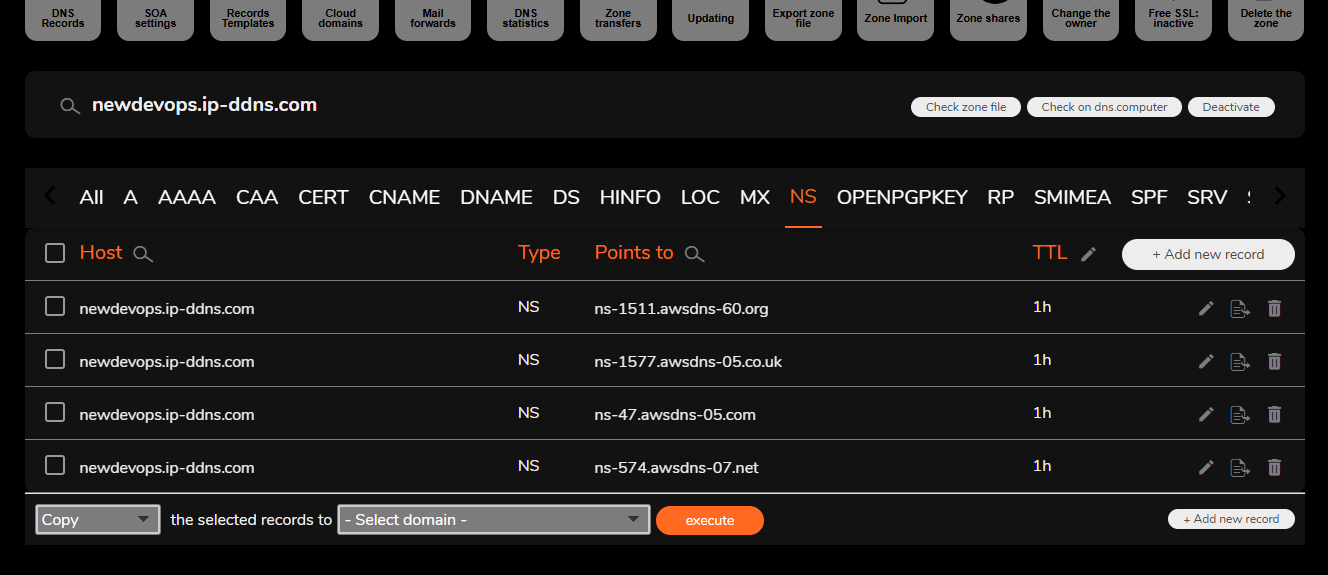 DNS Records
SOA settings
Records Templates
Cloud domains
Mail forwards
DNS statistics
Zone transfers
Updating
Export zone file
Zone Import
Zone shares
Change the owner
Free SSL: inactive
Delete the zone
newdevops.ip-ddns.com
Check zone file
Check on dns.computer
Deactivate
All A AAAA CAA CERT CNAME DNAME DS HINFO LOC MX NS OPENPGPKEY RP SMIMEA SPF SRV
Host Type Points to TTL + Add new record
newdevops.ip-ddns.com NS ns-1511.awsdns-60.org 1h
newdevops.ip-ddns.com NS ns-1577.awsdns-05.co.uk 1h
newdevops.ip-ddns.com NS ns-47.awsdns-05.com 1h
newdevops.ip-ddns.com NS ns-574.awsdns-07.net 1h
Copy the selected records to - Select domain - execute + Add new record